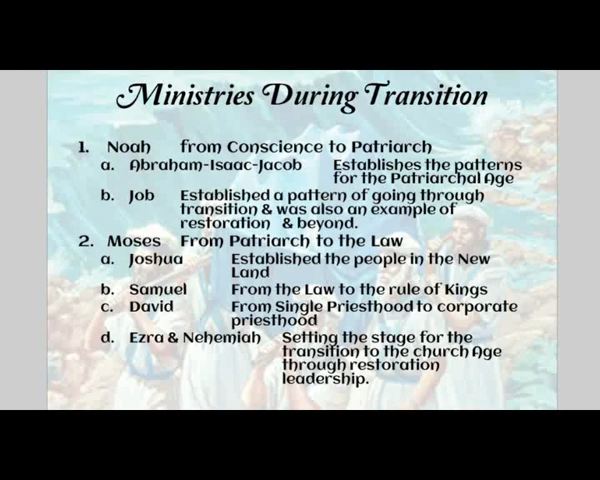 Ministries During Transition
1. Noah from Conscience to Patriarch
a. Abraham-Isaac-Jacob Establishes the patterns
for the Patriarchal Age
b. Job Established a pattern of going through
transition & was also an example of
restoration & beyond.
2. Moses From Patriarch to the Law
a. Joshua Established the people in the New
Land
b. Samuel From the Law to the rule of Kings
c. David From Single Priesthood to corporate
priesthood
d. Ezra & Nehemiah Setting the stage for the
transition to the church Age
through restoration
leadership.